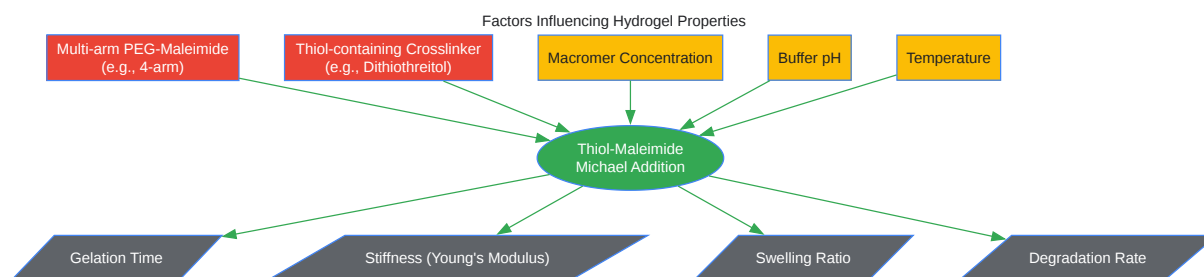 Factors Influencing Hydrogel Properties
Multi-arm PEG-Maleimide
(e.g., 4-arm)
Thiol-containing Crosslinker
(e.g., Dithiothreitol)
Macromer Concentration
Buffer pH
Temperature
Thiol-Maleimide
Michael Addition
Gelation Time
Stiffness (Young's Modulus)
Swelling Ratio
Degradation Rate